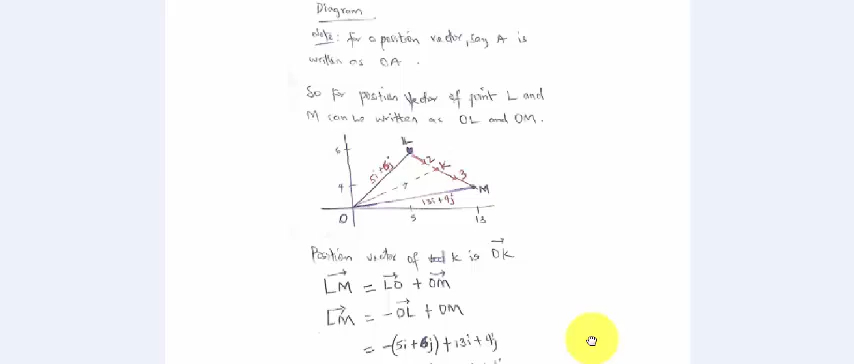 Diagram
Note: For a position vector, say A is
written as OA.
So for position vector of point L and
M can be written as OL and OM.
L
6
5i+6j
2
K
3
4
?
M
13i+4j
O
5
13
Position vector of K is OK
LM = LO + OM
LM = -OL + OM
= -(5i+6j)+13i+4j